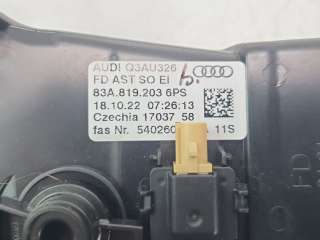 AUDI Q3AU326
FD AST SO EI
83A.819.203 6PS
18.10.22 07:26:13
Czechia 17037 58
fas Nr. 540260 11S